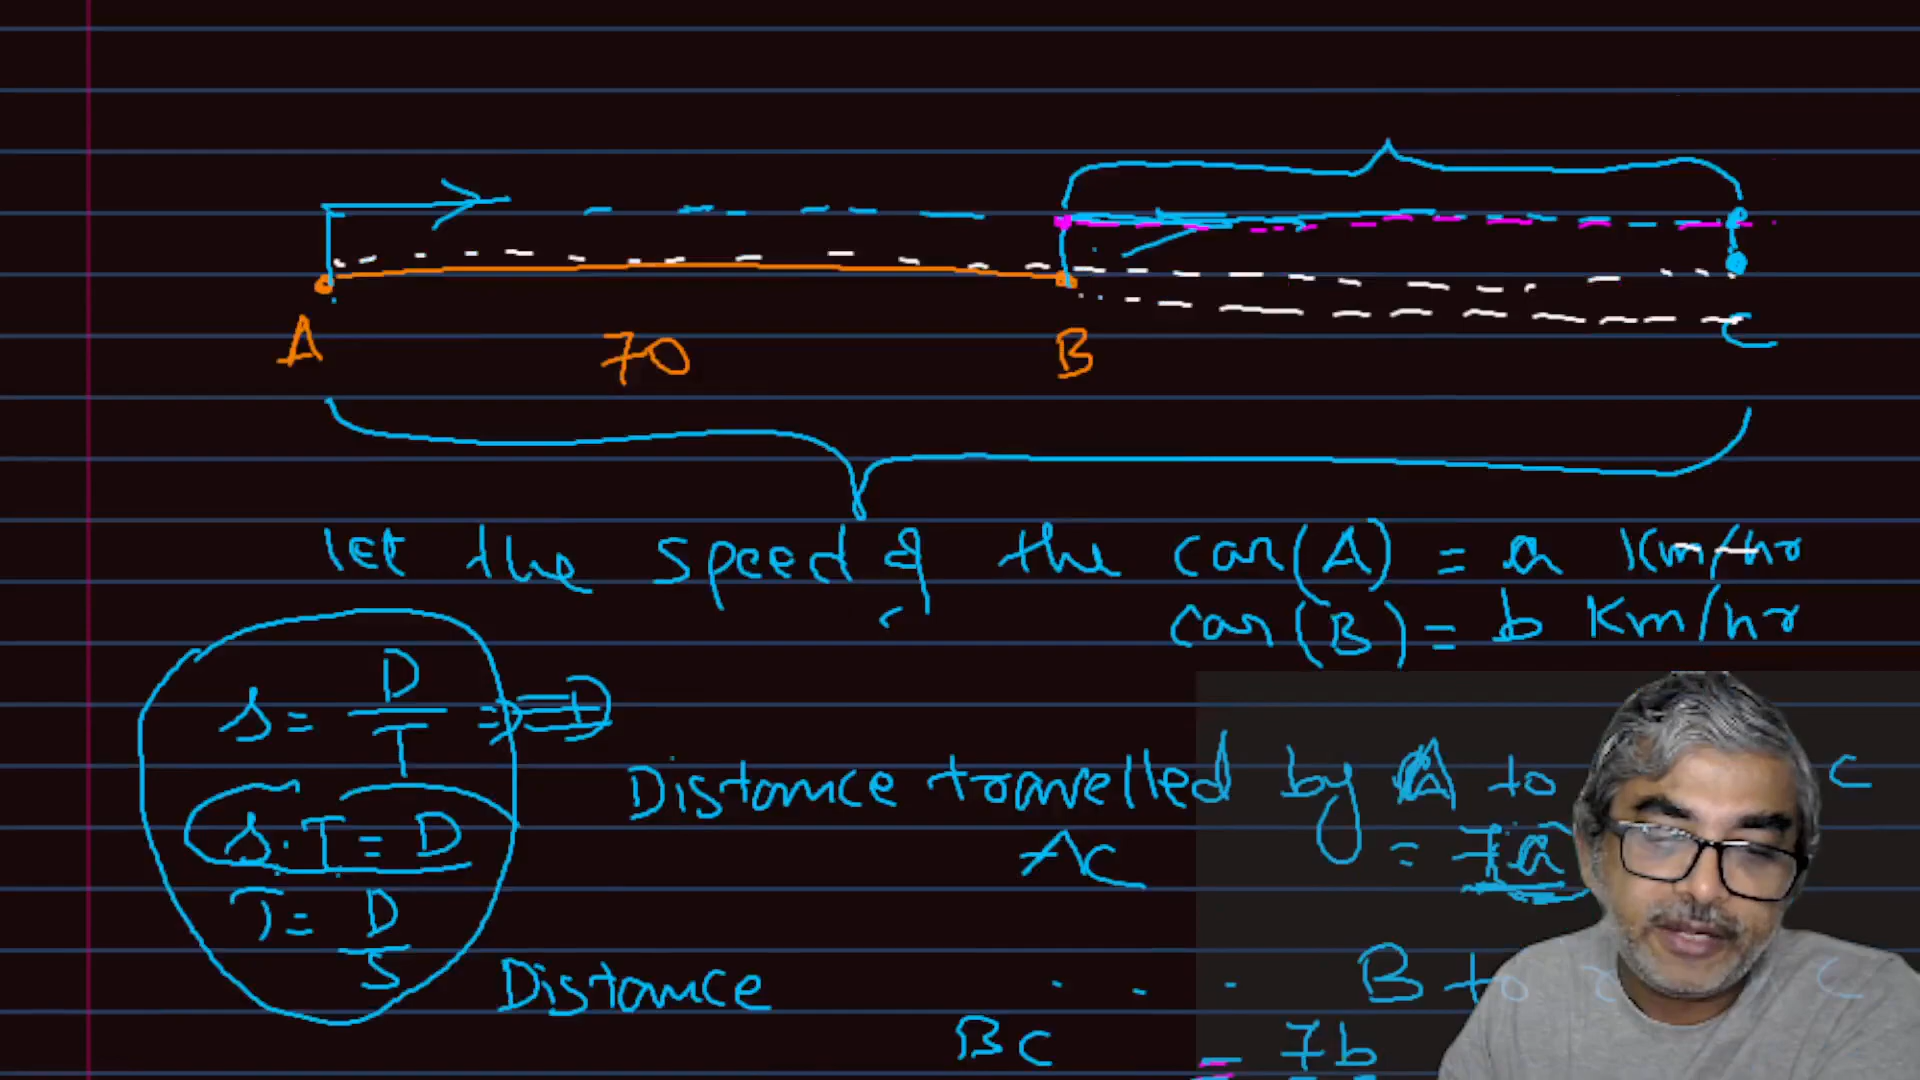 A 70 B C
let the speed of the car(A) = a Km/hr
car(B) = b Km/hr
s = D/T => D
s.T = D
T = D/S
Distance travelled by A to C
AC = 7a
Distance . . . B to C
BC = 7b